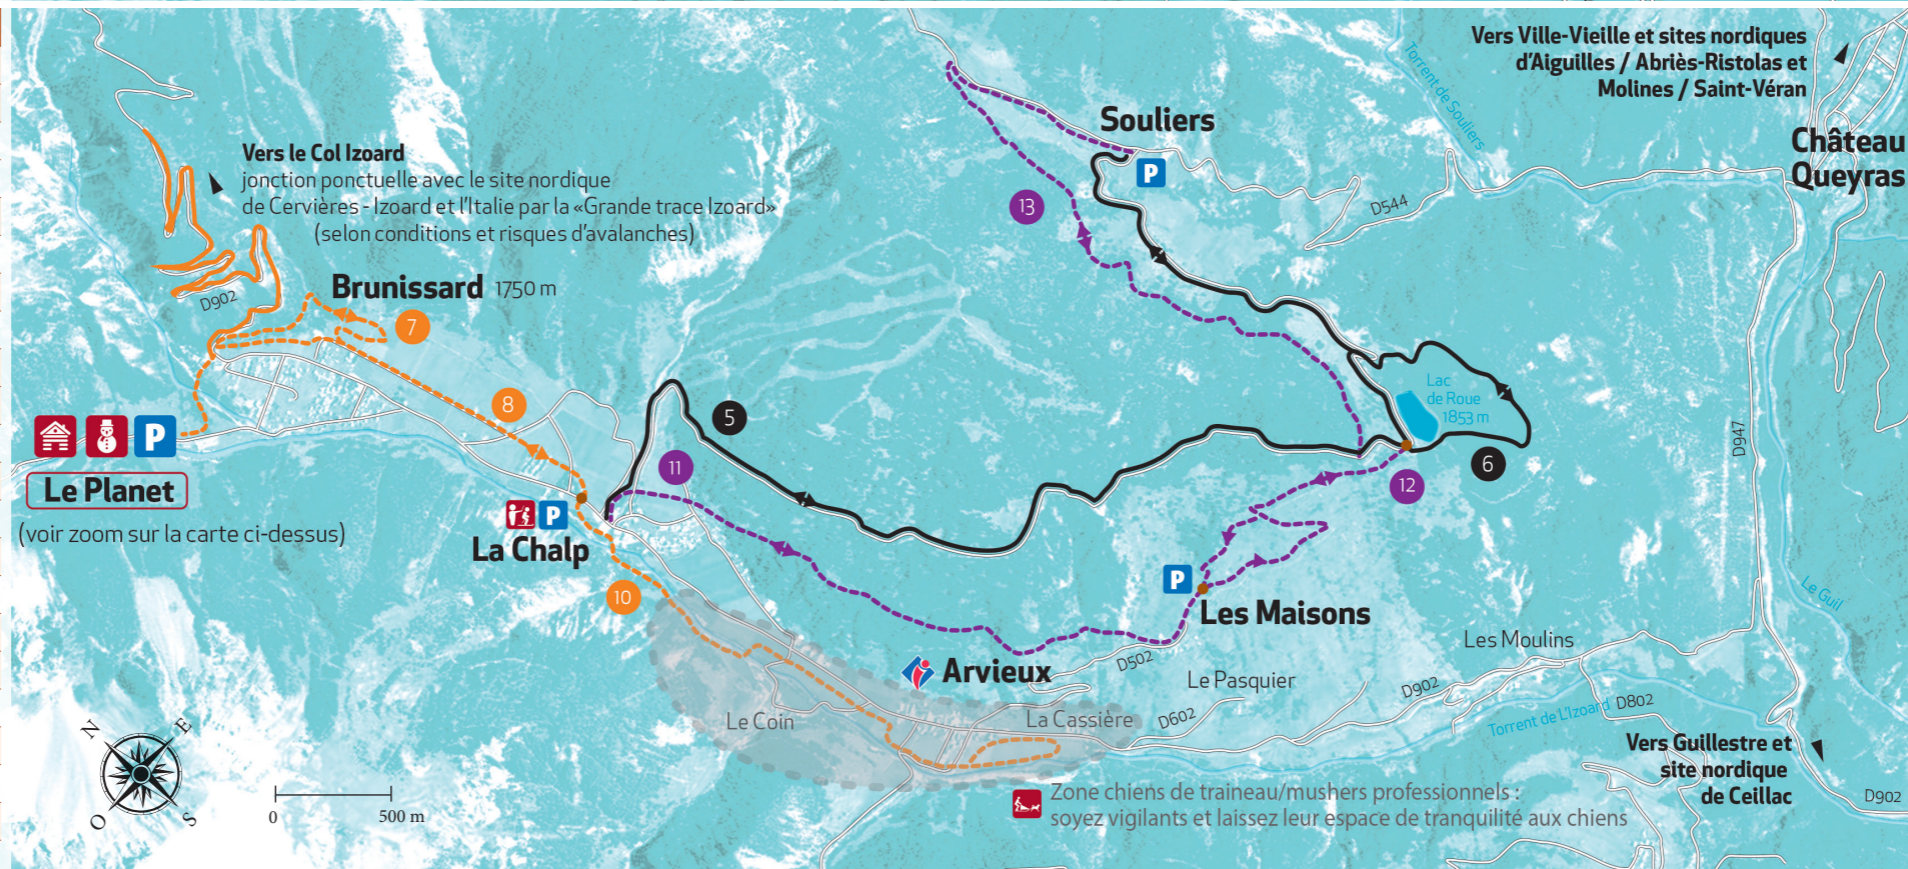 Vers Ville-Vieille et sites nordiques
d'Aiguilles / Abriès-Ristolas et
Molines / Saint-Véran
Torrent de Souliers
Château
Queyras
Souliers
P
Vers le Col Izoard
jonction ponctuelle avec le site nordique
de Cervières - Izoard et l'Italie par la «Grande trace Izoard»
(selon conditions et risques d'avalanches)
13
D544
Brunissard 1750 m
D902
7
8
5
Lac
de Roue
1853 m
D947
P
Le Planet
(voir zoom sur la carte ci-dessus)
11
6
12
P
La Chalp
10
P
Les Maisons
Le Guil
Arvieux
D502
Les Moulins
Le Pasquier
D902
Le Coin
La Cassière
D602
Torrent de L'Izoard
D802
Vers Guillestre et
site nordique
de Ceillac
D902
N
E
O
S
0
500 m
Zone chiens de traineau/mushers professionnels :
soyez vigilants et laissez leur espace de tranquilité aux chiens